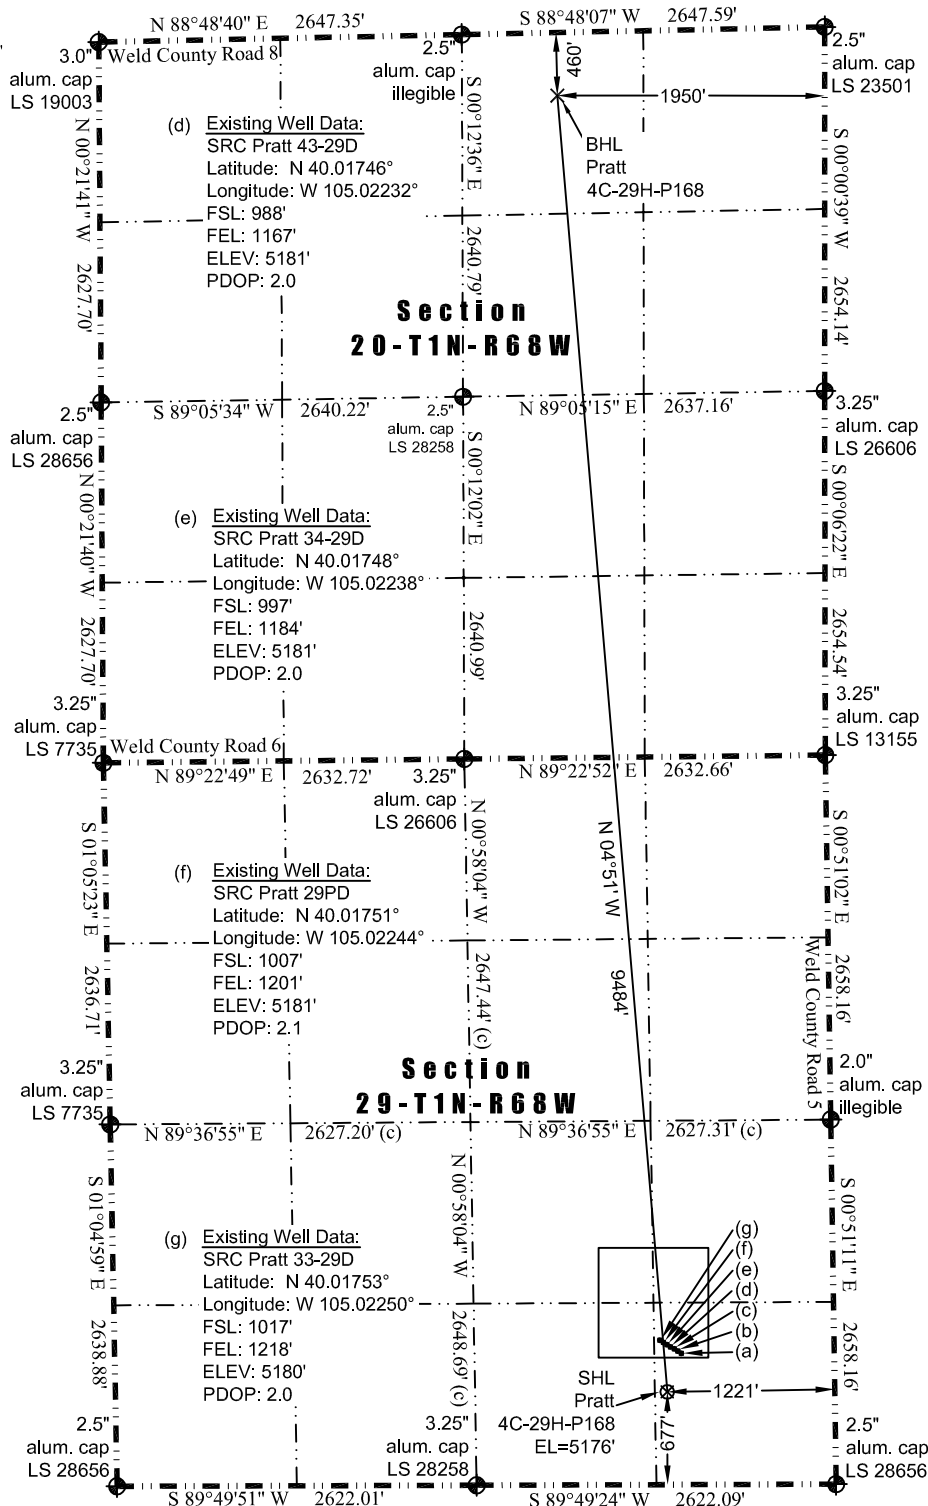 N 88°48'40" E 2647.35'
S 88°48'07" W 2647.59'
'
3.0"
alum. cap
LS 19003
Weld County Road 8
2.5"
alum. cap
illegible
460'
1950'
2.5"
alum. cap
LS 23501
BHL
Pratt
4C-29H-P168
N 00°21'41" W 2627.70'
S 00°12'36" E 2640.79'
S 00°00'39" W 2654.14'
(d) Existing Well Data:
SRC Pratt 43-29D
Latitude: N 40.01746°
Longitude: W 105.02232°
FSL: 988'
FEL: 1167'
ELEV: 5181'
PDOP: 2.0
Section
20-T1N-R68W
S 89°05'34" W 2640.22'
N 89°05'15" E 2637.16'
2.5"
alum. cap
LS 28656
2.5"
alum. cap
LS 28258
3.25"
alum. cap
LS 26606
N 00°21'40" W 2627.70'
S 00°12'02" E 2640.99'
S 00°06'22" E 2654.54'
(e) Existing Well Data:
SRC Pratt 34-29D
Latitude: N 40.01748°
Longitude: W 105.02238°
FSL: 997'
FEL: 1184'
ELEV: 5181'
PDOP: 2.0
3.25"
alum. cap
LS 7735
Weld County Road 6
3.25"
alum. cap
LS 13155
N 89°22'49" E 2632.72'
N 89°22'52" E 2632.66'
3.25"
alum. cap
LS 26606
S 01°05'23" E 2636.71'
N 00°58'04" W 2647.44' (c)
N 04°51' W 9484'
S 00°51'02" E 2658.16'
Weld County Road 5
(f) Existing Well Data:
SRC Pratt 29PD
Latitude: N 40.01751°
Longitude: W 105.02244°
FSL: 1007'
FEL: 1201'
ELEV: 5181'
PDOP: 2.1
Section
29-T1N-R68W
3.25"
alum. cap
LS 7735
2.0"
alum. cap
illegible
N 89°36'55" E 2627.20' (c)
N 89°36'55" E 2627.31' (c)
S 01°04'59" E 2638.88'
N 00°58'04" W 2648.69' (c)
S 00°51'11" E 2658.16'
(g) Existing Well Data:
SRC Pratt 33-29D
Latitude: N 40.01753°
Longitude: W 105.02250°
FSL: 1017'
FEL: 1218'
ELEV: 5180'
PDOP: 2.0
(g)
(f)
(e)
(d)
(c)
(b)
(a)
SHL
Pratt
4C-29H-P168
EL=5176'
1221'
977'
2.5"
alum. cap
LS 28656
3.25"
alum. cap
LS 28258
2.5"
alum. cap
LS 28656
S 89°49'51" W 2622.01'
S 89°49'24" W 2622.09'